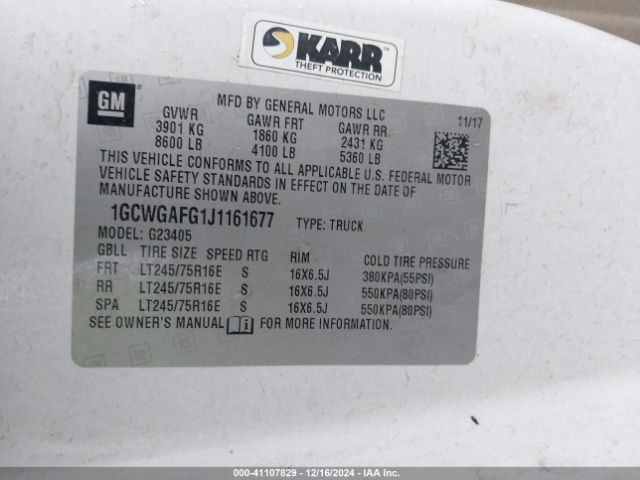 KARR
THEFT PROTECTION
GM
MFD BY GENERAL MOTORS LLC
11/17
GVWR GAWR FRT GAWR RR
3901 KG 1860 KG 2431 KG
8600 LB 4100 LB 5360 LB
THIS VEHICLE CONFORMS TO ALL APPLICABLE U.S. FEDERAL MOTOR
VEHICLE SAFETY STANDARDS IN EFFECT ON THE DATE OF
MANUFACTURE SHOWN ABOVE.
1GCWGAFG1J1161677 TYPE: TRUCK
MODEL: G23405
GBLL TIRE SIZE SPEED RTG RIM COLD TIRE PRESSURE
FRT LT245/75R16E S 16X6.5J 380KPA(55PSI)
RR LT245/75R16E S 16X6.5J 550KPA(80PSI)
SPA LT245/75R16E S 16X6.5J 550KPA(80PSI)
SEE OWNER'S MANUAL i FOR MORE INFORMATION.
000-41107829 - 12/16/2024 - IAA Inc.